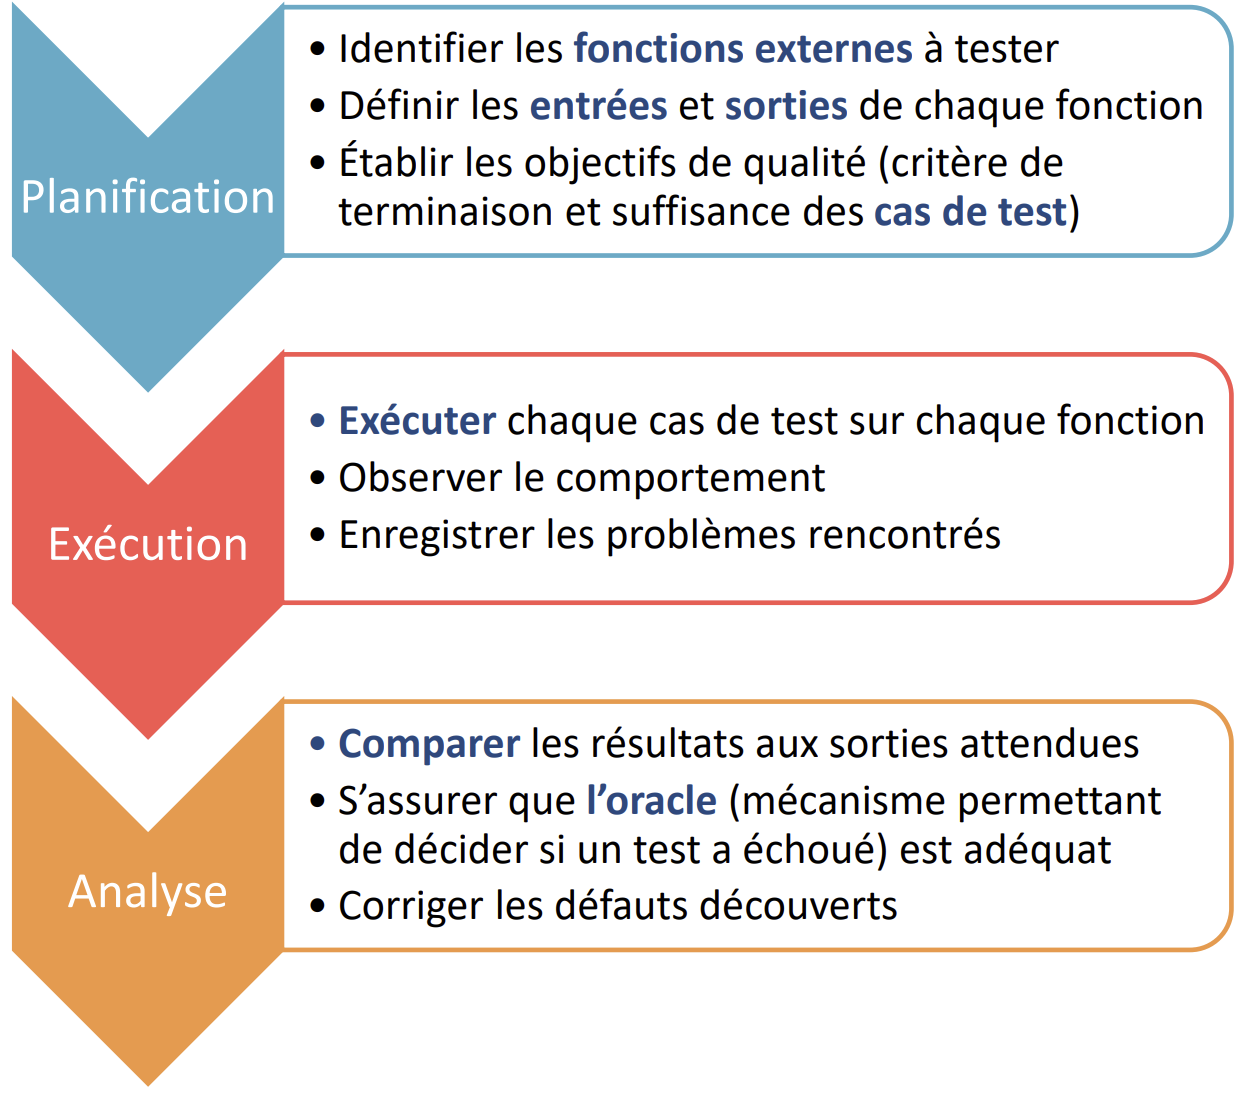 Planification
• Identifier les fonctions externes à tester
• Définir les entrées et sorties de chaque fonction
• Établir les objectifs de qualité (critère de
terminaison et suffisance des cas de test)
Exécution
• Exécuter chaque cas de test sur chaque fonction
• Observer le comportement
• Enregistrer les problèmes rencontrés
Analyse
• Comparer les résultats aux sorties attendues
• S’assurer que l’oracle (mécanisme permettant
de décider si un test a échoué) est adéquat
• Corriger les défauts découverts